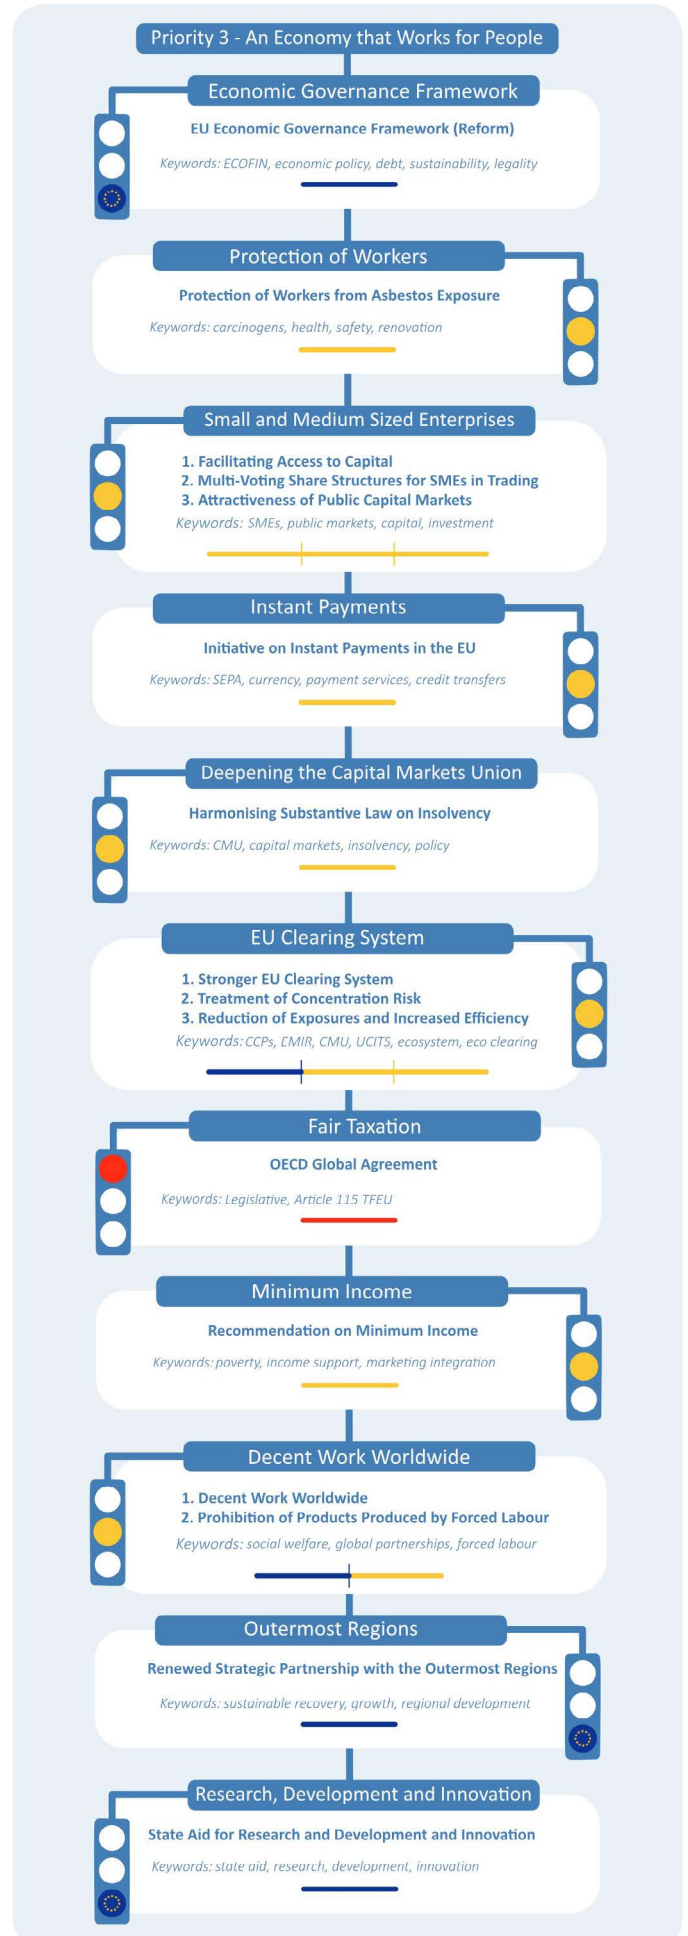 Priority 3 - An Economy that Works for People
Economic Governance Framework
EU Economic Governance Framework (Reform)
Keywords: ECOFIN, economic policy, debt, sustainability, legality
Protection of Workers
Protection of Workers from Asbestos Exposure
Keywords: carcinogens, health, safety, renovation
Small and Medium Sized Enterprises
1. Facilitating Access to Capital
2. Multi-Voting Share Structures for SMEs in Trading
3. Attractiveness of Public Capital Markets
Keywords: SMEs, public markets, capital, investment
Instant Payments
Initiative on Instant Payments in the EU
Keywords: SEPA, currency, payment services, credit transfers
Deepening the Capital Markets Union
Harmonising Substantive Law on Insolvency
Keywords: CMU, capital markets, insolvency, policy
EU Clearing System
1. Stronger EU Clearing System
2. Treatment of Concentration Risk
3. Reduction of Exposures and Increased Efficiency
Keywords: CCPs, EMIR, CMU, UCITS, ecosystem, eco clearing
Fair Taxation
OECD Global Agreement
Keywords: Legislative, Article 115 TFEU
Minimum Income
Recommendation on Minimum Income
Keywords: poverty, income support, marketing integration
Decent Work Worldwide
1. Decent Work Worldwide
2. Prohibition of Products Produced by Forced Labour
Keywords: social welfare, global partnerships, forced labour
Outermost Regions
Renewed Strategic Partnership with the Outermost Regions
Keywords: sustainable recovery, growth, regional development
Research, Development and Innovation
State Aid for Research and Development and Innovation
Keywords: state aid, research, development, innovation